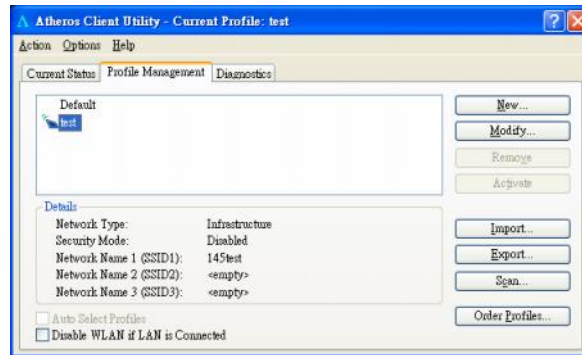 Atheros Client Utility - Current Profile: test
Action Options Help
Current Status Profile Management Diagnostics
Default
test
New...
Modify...
Remove
Activate
Details
Network Type: Infrastructure
Security Mode: Disabled
Network Name 1 (SSID1): 145test
Network Name 2 (SSID2): <empty>
Network Name 3 (SSID3): <empty>
Import...
Export...
Scan...
Order Profiles...
Auto Select Profiles
Disable WLAN if LAN is Connected